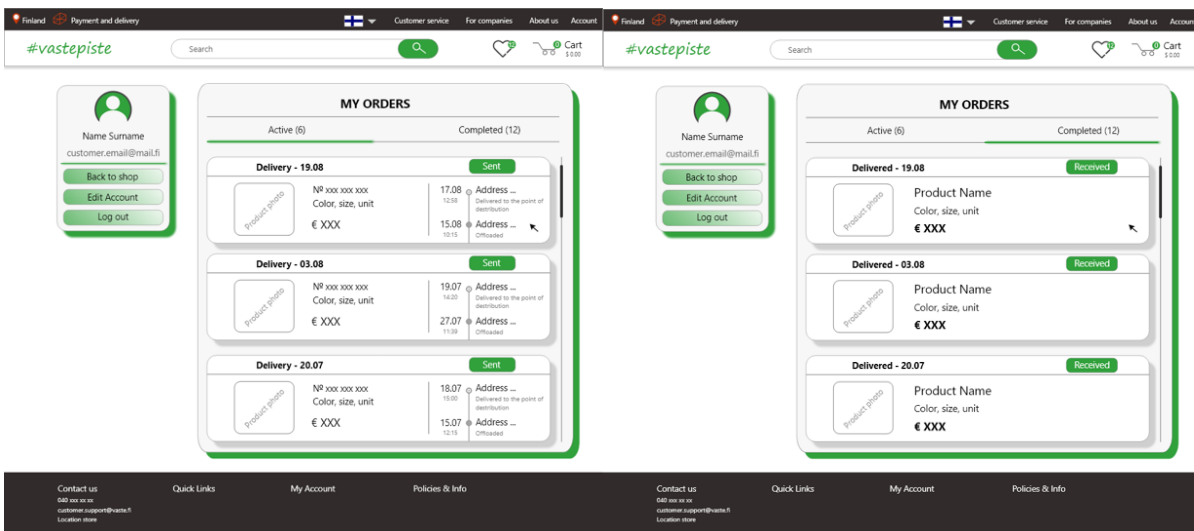 Finland Payment and delivery Customer service For companies About us Account
#vastepiste Search 12 0 Cart
$ 0.00
Name Surname
customer.email@mail.fi
Back to shop
Edit Account
Log out
MY ORDERS
Active (6) Completed (12)
Delivery - 19.08 Sent
Product photo
Nº xxx xxx xxx
Color, size, unit
€ XXX
17.08 Address ...
12:58 Delivered to the point of
destribution
15.08 Address ...
10:15 Offloaded
Delivery - 03.08 Sent
Product photo
Nº xxx xxx xxx
Color, size, unit
€ XXX
19.07 Address ...
14:20 Delivered to the point of
destribution
27.07 Address ...
11:39 Offloaded
Delivery - 20.07 Sent
Product photo
Nº xxx xxx xxx
Color, size, unit
€ XXX
18.07 Address ...
15:00 Delivered to the point of
destribution
15.07 Address ...
12:15 Offloaded
Contact us Quick Links My Account Policies & Info
040 xxx xx xx
customer.support@vaste.fi
Location store
Finland Payment and delivery Customer service For companies About us Account
#vastepiste Search 12 0 Cart
$ 0.00
Name Surname
customer.email@mail.fi
Back to shop
Edit Account
Log out
MY ORDERS
Active (6) Completed (12)
Delivered - 19.08 Received
Product photo
Product Name
Color, size, unit
€ XXX
Delivered - 03.08 Received
Product photo
Product Name
Color, size, unit
€ XXX
Delivered - 20.07 Received
Product photo
Product Name
Color, size, unit
€ XXX
Contact us Quick Links My Account Policies & Info
040 xxx xx xx
customer.support@vaste.fi
Location store